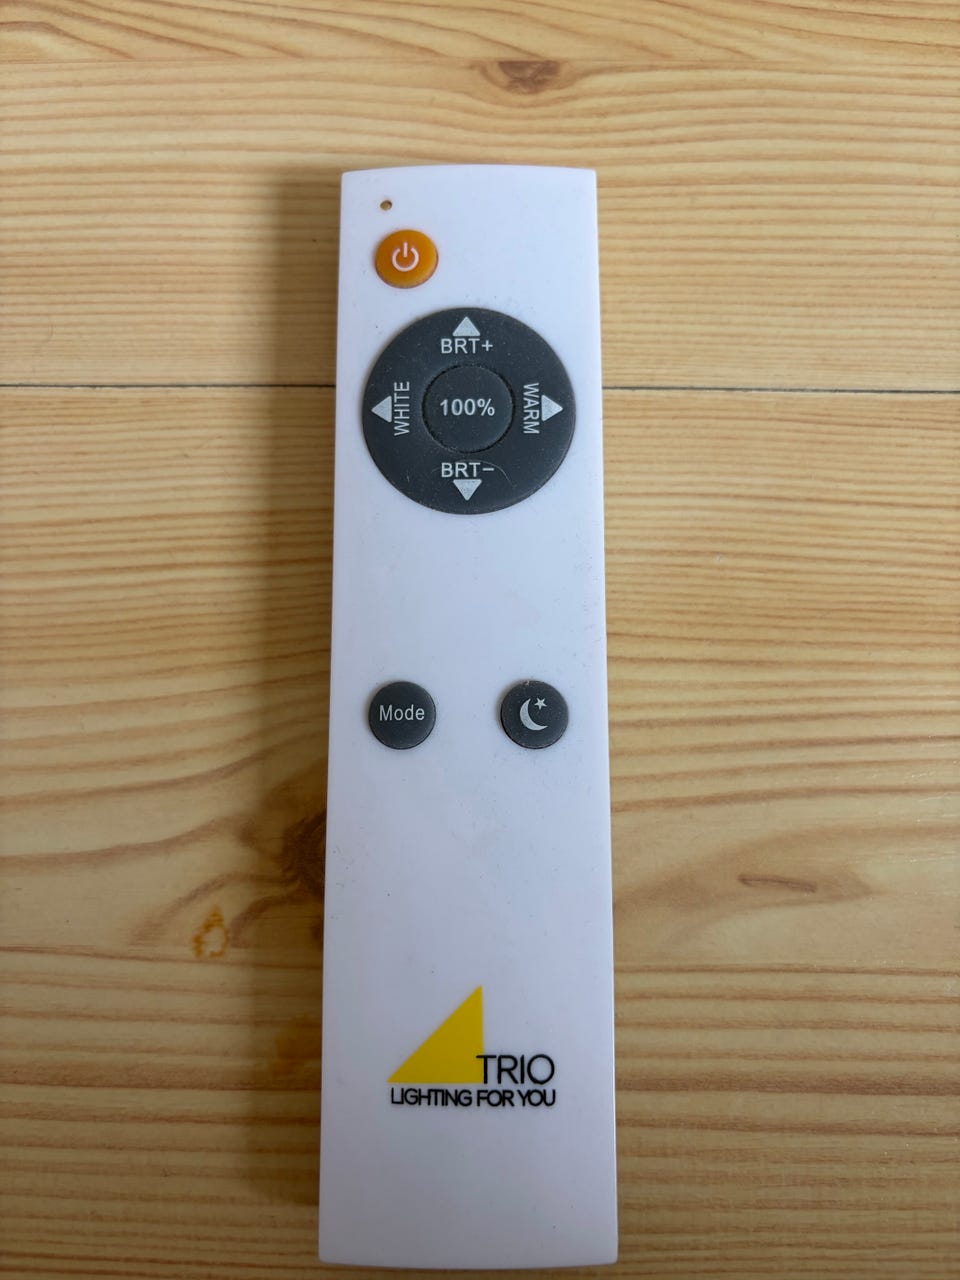 BRT+
WHITE
100%
WARM
BRT−
Mode
TRIO
LIGHTING FOR YOU